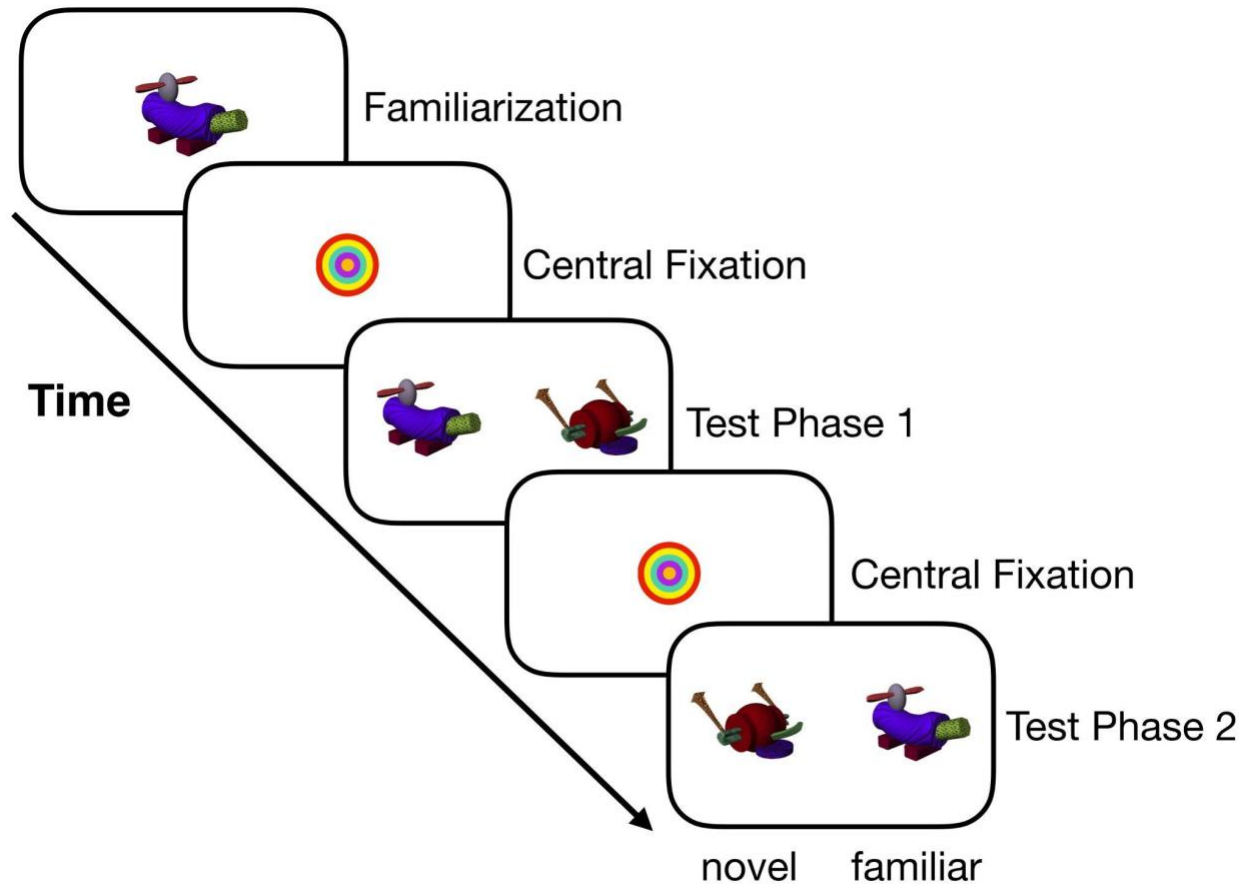 Familiarization
Central Fixation
Time
Test Phase 1
Central Fixation
Test Phase 2
novel familiar